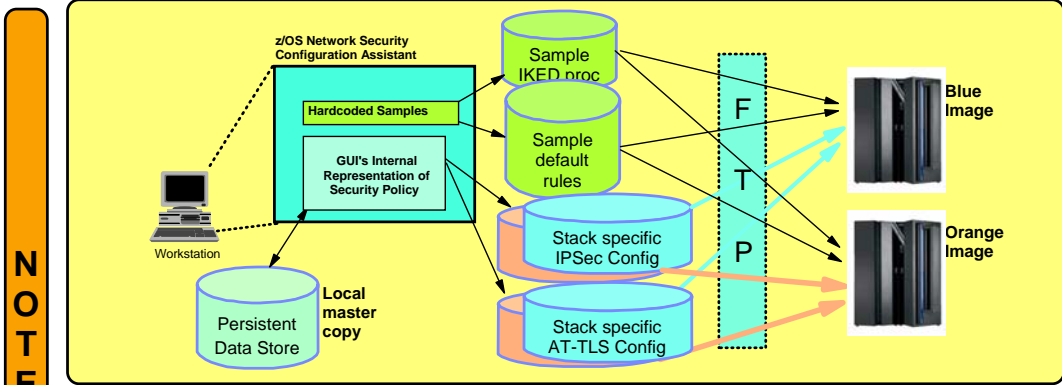 N
O
T
E
z/OS Network Security
Configuration Assistant
Hardcoded Samples
GUI's Internal
Representation of
Security Policy
Workstation
Persistent
Data Store
Local
master
copy
Sample
IKED proc
Sample
default
rules
Stack specific
IPSec Config
Stack specific
AT-TLS Config
F
T
P
Blue
Image
Orange
Image